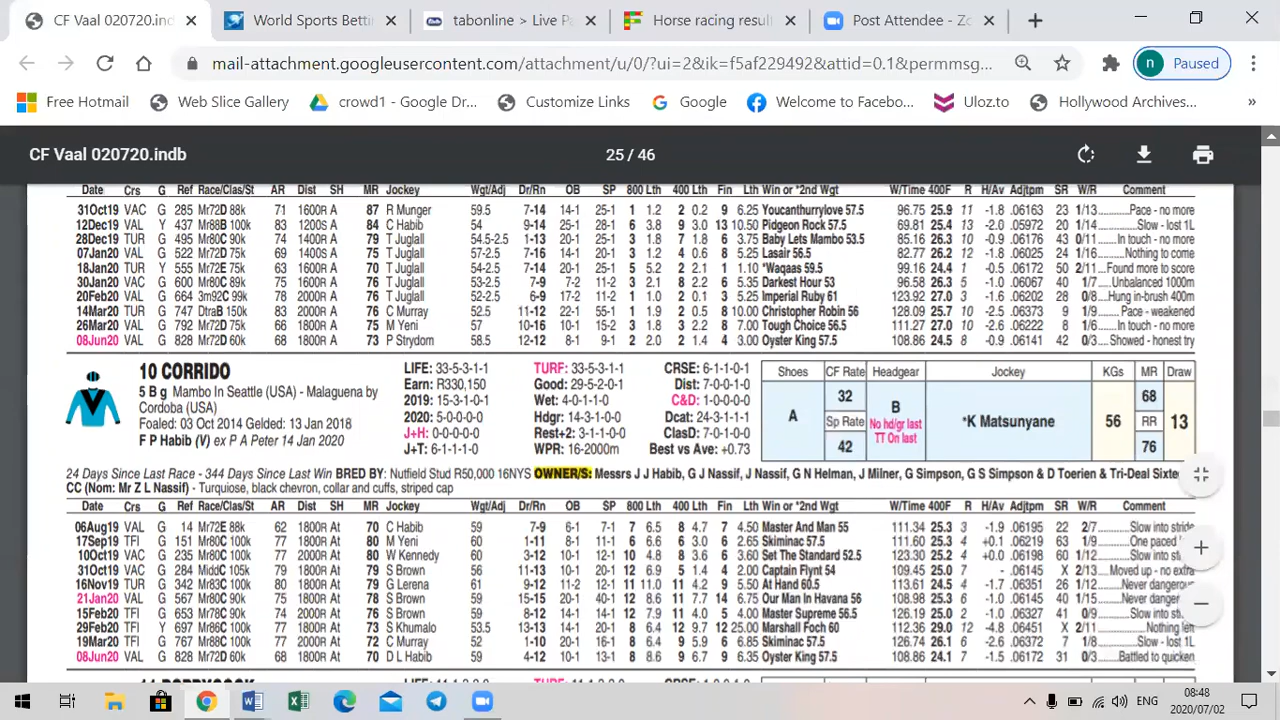 CF Vaal 020720.ind
World Sports Betti
tabonline > Live P
Horse racing result
Post Attendee - Zo
mail-attachment.googleusercontent.com/attachment/u/0/?ui=2&ik=f5af229492&attid=0.1&permmsg...
n Paused
Free Hotmail
Web Slice Gallery
crowd1 - Google Dr...
Customize Links
Google
Welcome to Facebo...
Uloz.to
Hollywood Archives...
»
CF Vaal 020720.indb
25 / 46
Date Crs G Ref Race/Clas/St AR Dist SH MR Jockey Wgt/Adj Dr/Rn OB SP 800 Lth 400 Lth Fin Lth Win or *2nd Wgt W/Time 400F R H/Av Adjtpm SR W/R Comment
31Oct19 VAC G 285 Mr72D 88k 71 1600R A 87 R Munger 59.5 7-14 14-1 25-1 1 1.2 2 0.2 9 6.25 Youcanthurrylove 57.5 96.75 25.9 11 -1.8 .06163 23 1/13 Pace - no more
12Dec19 VAL Y 437 Mr88B 100k 83 1200S A 84 C Habib 54 9-14 25-1 28-1 6 3.8 9 3.0 13 10.50 Pidgeon Rock 57.5 69.81 25.4 13 -2.0 .05972 20 1/14 Slow - lost 1L
28Dec19 TUR G 495 Mr80C 90k 74 1400R A 79 T Juglall 54.5-2.5 1-13 20-1 25-1 3 1.8 7 1.8 6 3.75 Baby Lets Mambo 53.5 85.16 26.3 10 -0.9 .06176 43 0/11 In touch - no more
07Jan20 VAL G 522 Mr72D 75k 69 1400S A 75 T Juglall 57-2.5 7-16 14-1 25-1 3 1.2 4 0.6 8 5.25 Lasair 56.5 82.77 26.2 12 -1.8 .06025 24 1/16 Nothing to come
18Jan20 TUR Y 555 Mr72E 75k 63 1600R A 75 T Juglall 54-2.5 7-14 20-1 25-1 5 5.2 2 2.1 1 1.10 *Waqaas 59.5 99.16 24.4 1 -0.5 .06172 50 2/11 Found more to score
30Jan20 VAC G 600 Mr80C 89k 75 1600R A 76 T Juglall 53-2.5 7-9 7-2 11-2 3 2.1 8 2.2 6 5.35 Darkest Hour 53 96.58 26.3 5 -1.0 .06067 40 1/7 Unbalanced 1000m
20Feb20 VAL G 664 3m92C 99k 78 2000R A 76 T Juglall 52-2.5 6-9 17-2 11-2 1 1.0 2 0.1 3 5.25 Imperial Ruby 61 123.92 27.0 3 -1.6 .06202 28 0/8 Hung in-brush 400m
14Mar20 TUR G 747 DtraB 150k 83 2000R A 76 C Murray 52.5 11-12 22-1 55-1 1 1.9 2 0.5 8 10.00 Christopher Robin 56 128.09 25.7 10 -2.5 .06373 9 1/9 Pace - weakened
26Mar20 VAL G 792 Mr72D 75k 66 1800R A 75 M Yeni 57 10-16 10-1 15-2 3 1.8 3 2.2 8 7.00 Tough Choice 56.5 111.27 27.0 10 -2.6 .06222 8 1/6 In touch - no more
08Jun20 VAL G 828 Mr72D 60k 68 1800R A 73 P Strydom 58.5 12-12 8-1 9-1 2 2.0 2 1.4 4 3.00 Oyster King 57.5 108.86 24.5 8 -0.9 .06141 42 0/3 Showed - honest try
10 CORRIDO
5 B g Mambo In Seattle (USA) - Malaguena by
Cordoba (USA)
Foaled: 03 Oct 2014 Gelded: 13 Jan 2018
F P Habib (V) ex P A Peter 14 Jan 2020
LIFE: 33-5-3-1-1 TURF: 33-5-3-1-1 CRSE: 6-1-1-0-1
Earn: R330,150 Good: 29-5-2-0-1 Dist: 7-0-0-1-0
2019: 15-3-1-0-1 Wet: 4-0-1-1-0 C&D: 1-0-0-0-0
2020: 5-0-0-0-0 Hdgr: 14-3-1-0-0 Dcat: 24-3-1-1-1
J+H: 0-0-0-0-0 Rest+2: 3-1-1-0-0 ClasD: 7-0-1-0-0
J+T: 6-1-1-1-0 WPR: 16-2000m Best vs Ave: +0.73
Shoes CF Rate Headgear Jockey KGs MR Draw
A 32 Sp Rate 42 B No hd/gr last TT On last *K Matsunyane 56 68 RR 76 13
24 Days Since Last Race - 344 Days Since Last Win BRED BY: Nutfield Stud R50,000 16NYS OWNER/S: Messrs J J Habib, G J Nassif, J Nassif, G N Helman, J Milner, G Simpson, G S Simpson & D Toerien & Tri-Deal Sixte
CC (Nom: Mr Z L Nassif) - Turquoise, black chevron, collar and cuffs, striped cap
Date Crs G Ref Race/Clas/St AR Dist SH MR Jockey Wgt/Adj Dr/Rn OB SP 800 Lth 400 Lth Fin Lth Win or *2nd Wgt W/Time 400F R H/Av Adjtpm SR W/R Comment
06Aug19 VAL G 14 Mr72E 88k 62 1800R At 70 C Habib 59 7-9 6-1 7-1 7 6.5 8 4.7 7 4.50 Master And Man 55 111.34 25.3 3 -1.9 .06195 22 2/7 Slow into stride
17Sep19 TFI G 151 Mr80C 100k 77 1800R At 80 M Yeni 57 1-11 8-1 11-1 6 6.6 6 3.0 6 2.65 Skiminac 57.5 111.60 25.3 4 +0.1 .06219 63 1/9 One paced
10Oct19 VAC G 235 Mr80C 100k 77 2000R At 80 W Kennedy 60 3-12 10-1 12-1 10 4.8 8 3.6 6 3.60 Set The Standard 52.5 123.30 25.2 4 +0.0 .06198 60 1/12 Slow into st
31Oct19 VAC G 284 MiddC 105k 79 1800R At 79 S Brown 56 11-13 10-1 20-1 12 6.9 5 1.4 4 2.00 Captain Flynt 54 109.45 25.0 7 - .06145 X 2/13 Moved up - no extra
16Nov19 TUR G 342 Mr83C 100k 80 1800R At 79 G Lerena 61 9-12 11-2 12-1 11 11.0 11 4.2 9 5.50 At Hand 60.5 113.61 24.5 4 -1.7 .06351 26 1/12 Never dangerou
21Jan20 VAL G 567 Mr80C 90k 75 1800R At 78 S Brown 59 15-15 20-1 40-1 12 8.6 11 7.7 14 6.75 Our Man In Havana 56 108.98 25.3 6 -1.0 .06145 40 1/15 Never danger
15Feb20 TFI G 653 Mr78C 90k 74 2000R At 76 S Brown 59 8-12 14-1 14-1 12 7.9 11 4.0 5 4.00 Master Supreme 56.5 126.19 25.0 2 -1.0 .06327 41 0/9 Slow into st
29Feb20 TFI Y 697 Mr86C 100k 77 1800R At 73 S Khumalo 53.5 13-13 14-1 20-1 8 6.4 12 9.7 12 25.00 Marshall Foch 60 112.36 29.0 12 -4.8 .06451 X 2/11 Nothing left
19Mar20 TFI G 767 Mr88C 100k 72 2000R At 72 C Murray 52 1-10 20-1 16-1 8 6.4 9 5.9 6 6.85 Skiminac 57.5 126.74 26.1 6 -2.6 .06372 7 1/8 Slow - lost 1L
08Jun20 VAL G 828 Mr72D 60k 68 1800R At 70 D L Habib 59 4-12 10-1 13-1 8 8.6 9 6.7 9 6.35 Oyster King 57.5 108.86 24.1 7 -1.5 .06172 31 0/3 Battled to quicken
ENG
08:48
2020/07/02